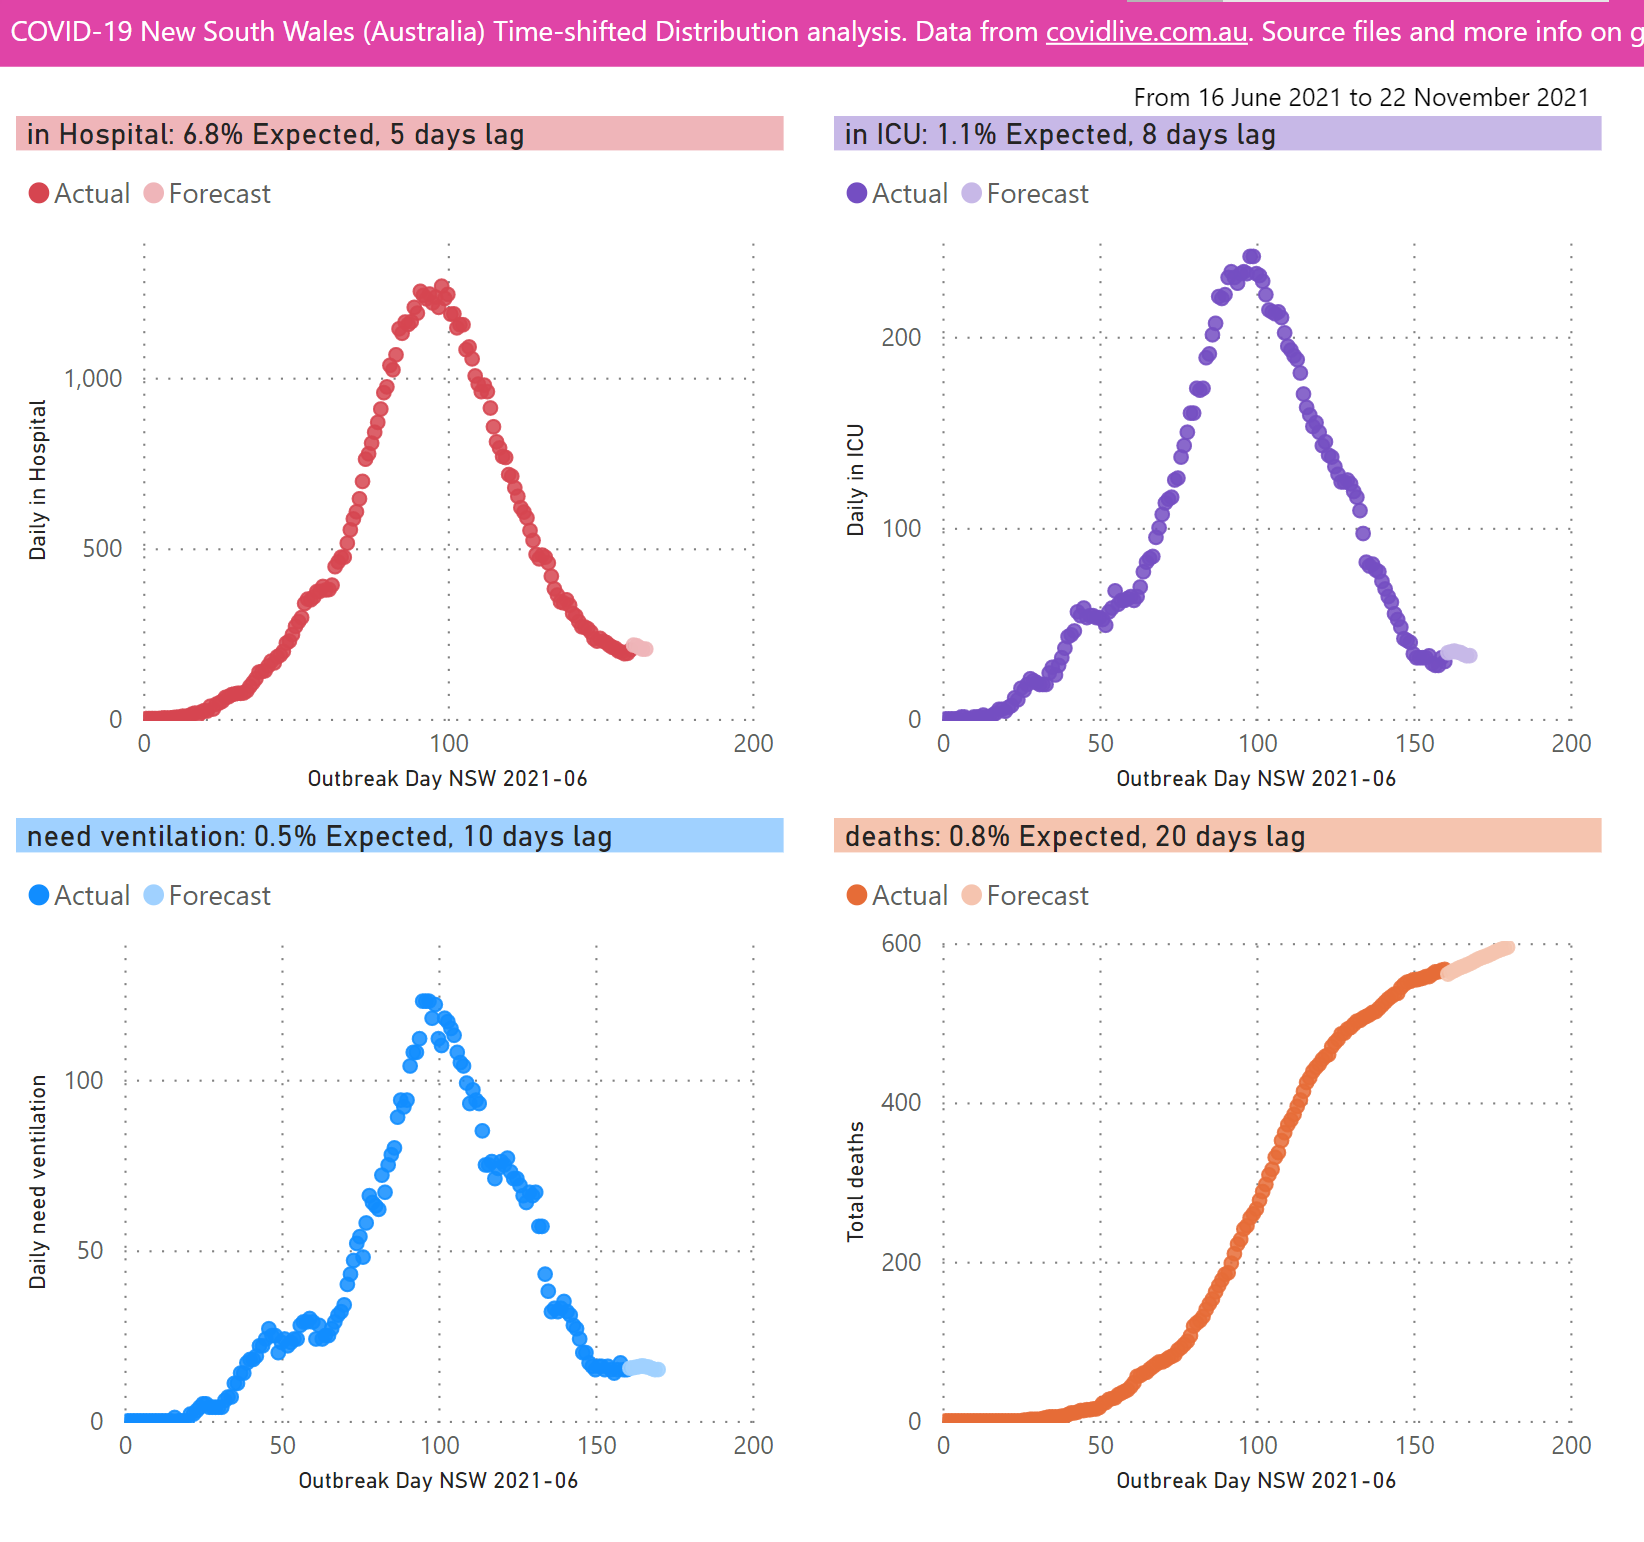 COVID-19 New South Wales (Australia) Time-shifted Distribution analysis. Data from covidlive.com.au. Source files and more info on g
From 16 June 2021 to 22 November 2021
in Hospital: 6.8% Expected, 5 days lag
Actual Forecast
Daily in Hospital
1,000
500
0
0 100 200
Outbreak Day NSW 2021-06
in ICU: 1.1% Expected, 8 days lag
Actual Forecast
Daily in ICU
200
100
0
0 50 100 150 200
Outbreak Day NSW 2021-06
need ventilation: 0.5% Expected, 10 days lag
Actual Forecast
Daily need ventilation
100
50
0
0 50 100 150 200
Outbreak Day NSW 2021-06
deaths: 0.8% Expected, 20 days lag
Actual Forecast
Total deaths
600
400
200
0
0 50 100 150 200
Outbreak Day NSW 2021-06